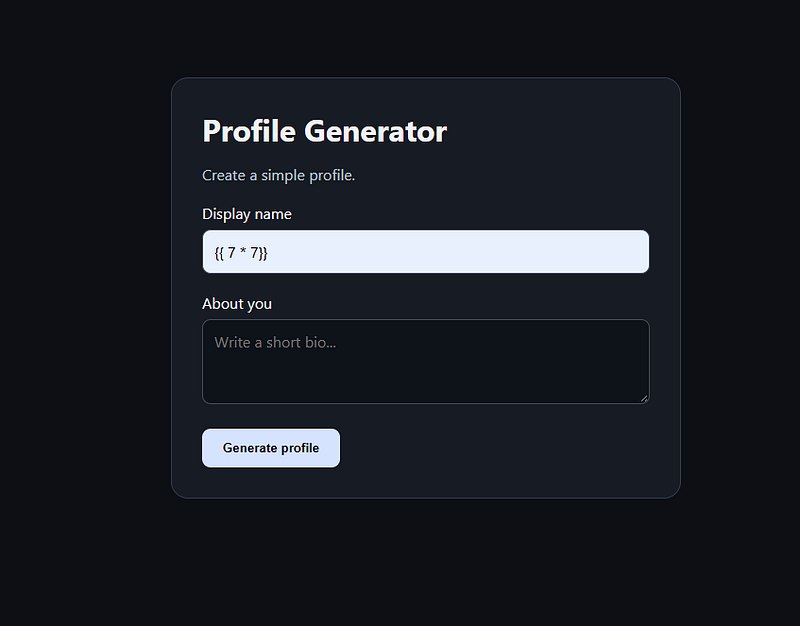 Profile Generator
Create a simple profile.
Display name
{{ 7 * 7}}
About you
Write a short bio...
Generate profile